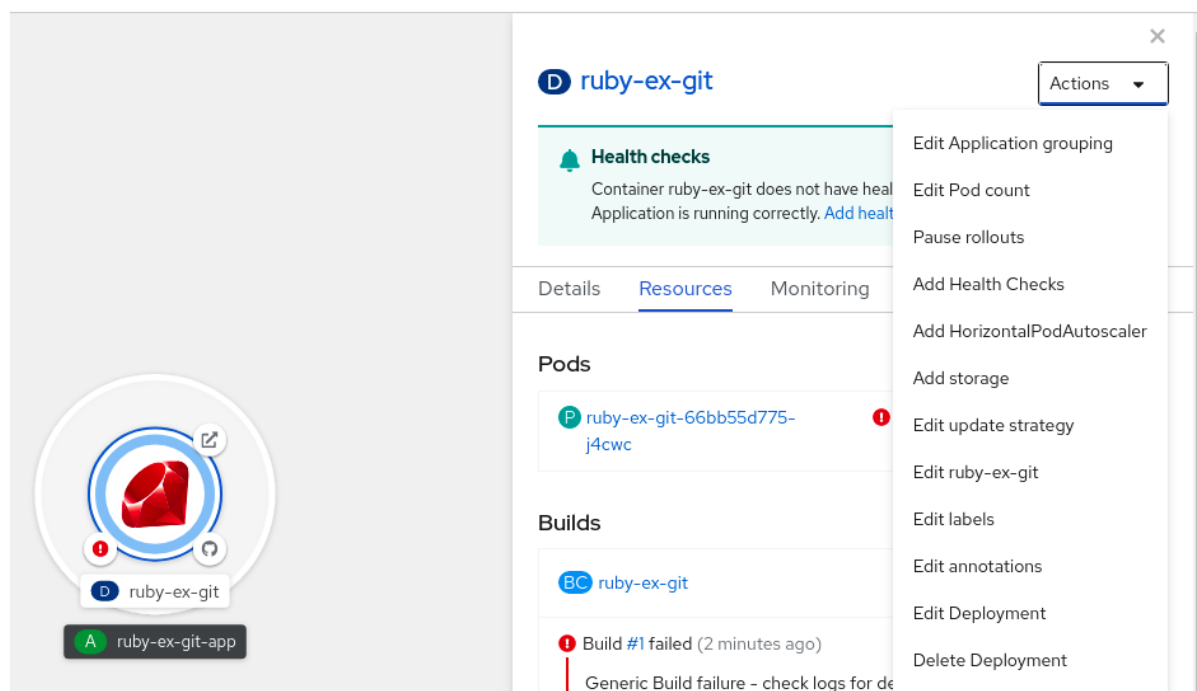 D ruby-ex-git
Actions
Health checks
Container ruby-ex-git does not have
Application is running correctly. Add
Details Resources Monitoring
Pods
P ruby-ex-git-66bb55d775-
j4cwc
Builds
BC ruby-ex-git
Build #1 failed (2 minutes ago)
Generic Build failure - check logs for
Edit Application grouping
Edit Pod count
Pause rollouts
Add Health Checks
Add HorizontalPodAutoscaler
Add storage
Edit update strategy
Edit ruby-ex-git
Edit labels
Edit annotations
Edit Deployment
Delete Deployment
D ruby-ex-git
A ruby-ex-git-app